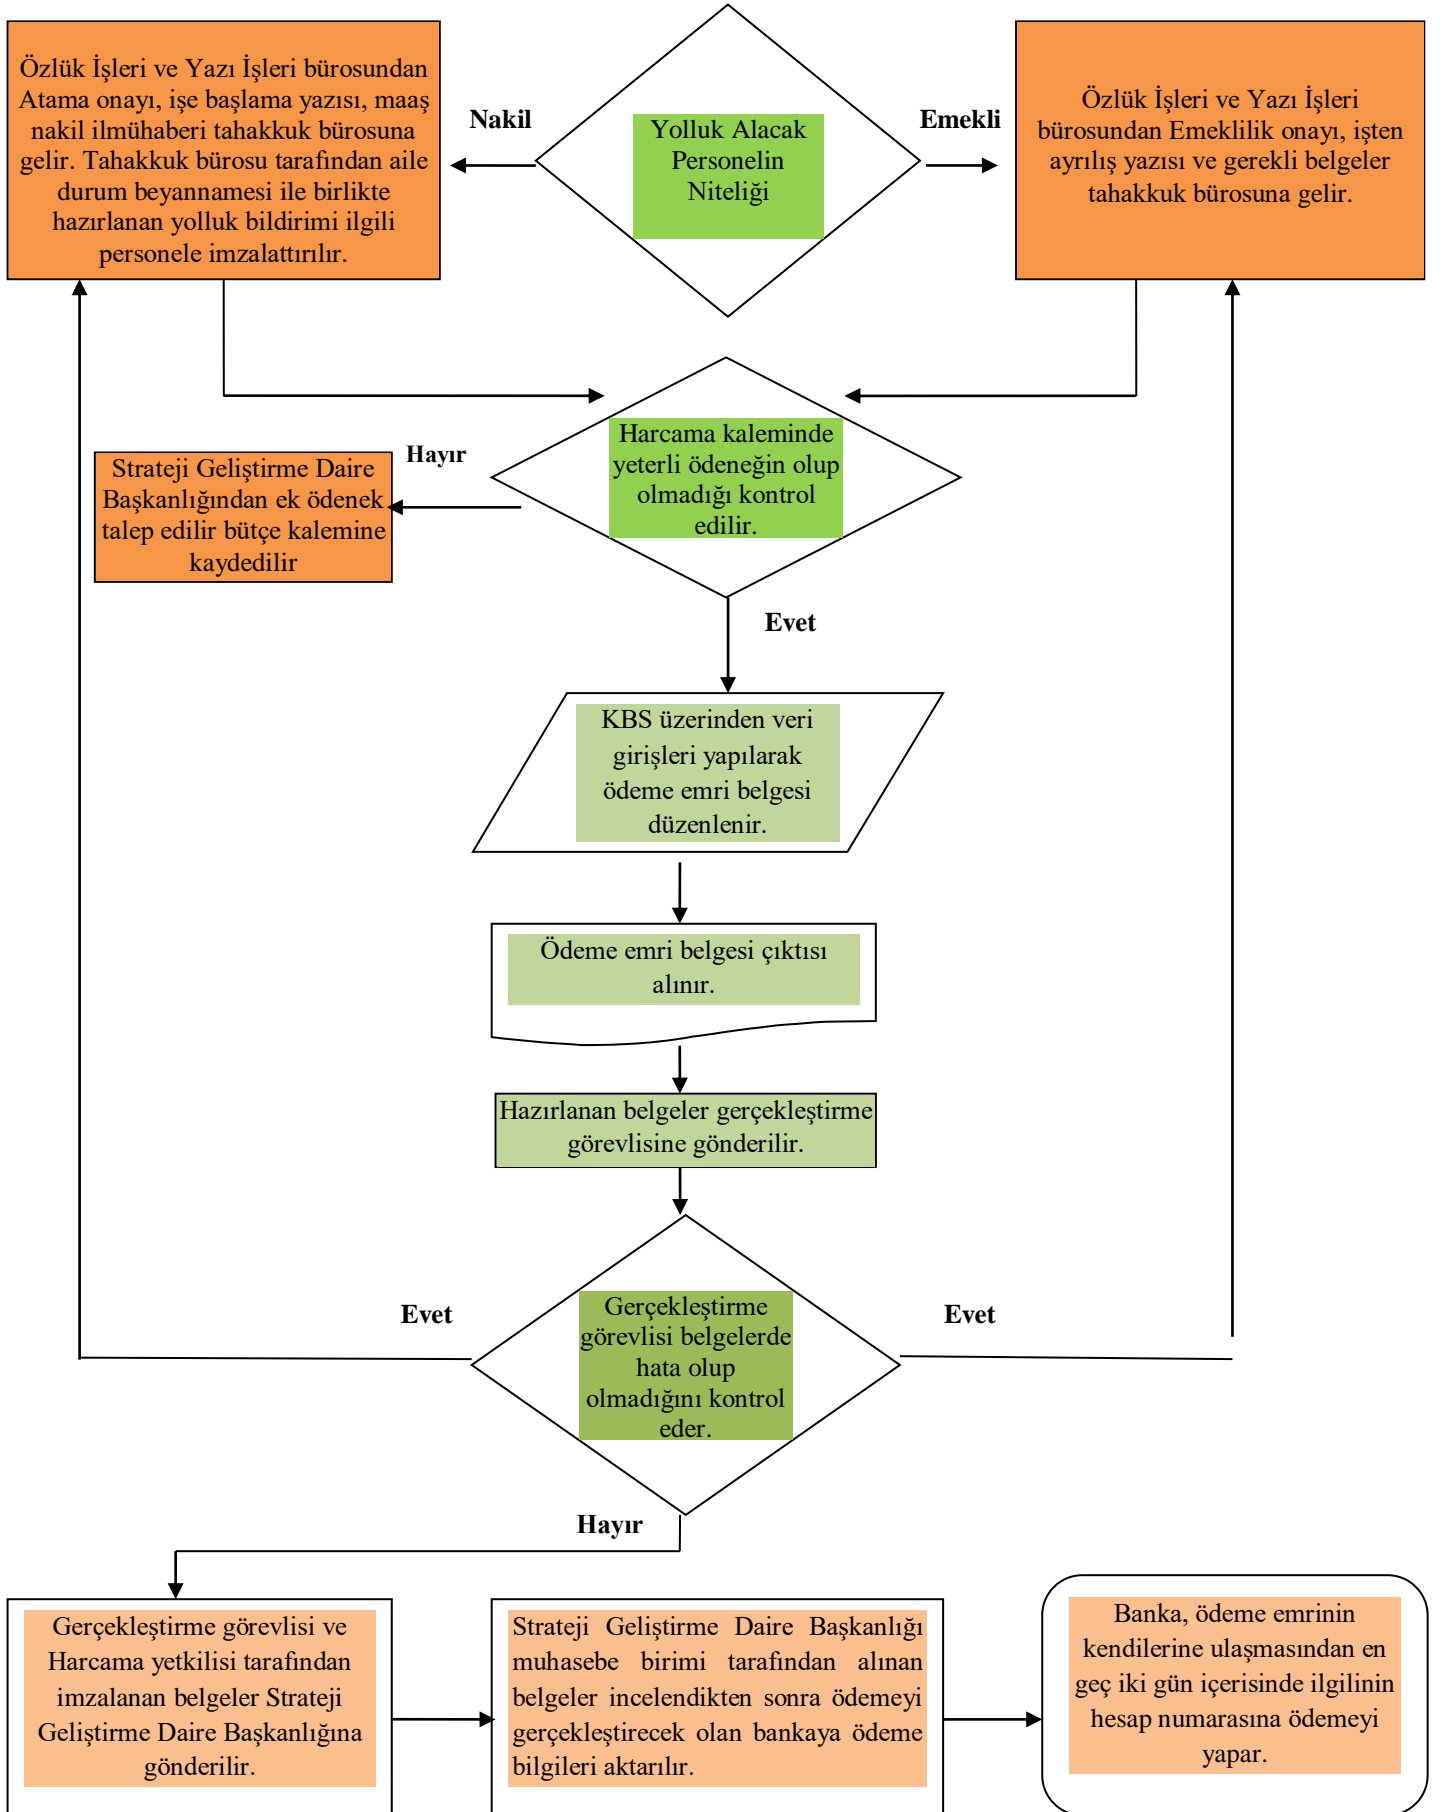 Özlük İşleri ve Yazı İşleri bürosundan
Atama onayı, işe başlama yazısı, maaş
nakil ilmühaberi tahakkuk bürosuna
gelir. Tahakkuk bürosu tarafından aile
durum beyannamesi ile birlikte
hazırlanan yolluk bildirimi ilgili
personele imzalattırılır.
Nakil
Yolluk Alacak
Personelin
Niteliği
Emekli
Özlük İşleri ve Yazı İşleri
bürosundan Emeklilik onayı, işten
ayrılış yazısı ve gerekli belgeler
tahakkuk bürosuna gelir.
Harcama kaleminde
yeterli ödeneğin olup
olmadığı kontrol
edilir.
Hayır
Strateji Geliştirme Daire
Başkanlığından ek ödenek
talep edilir bütçe kalemine
kaydedilir
Evet
KBS üzerinden veri
girişleri yapılarak
ödeme emri belgesi
düzenlenir.
Ödeme emri belgesi çıktısı
alınır.
Hazırlanan belgeler gerçekleştirme
görevlisine gönderilir.
Evet
Gerçekleştirme
görevlisi belgelerde
hata olup
olmadığını kontrol
eder.
Evet
Hayır
Gerçekleştirme görevlisi ve
Harcama yetkilisi tarafından
imzalanan belgeler Strateji
Geliştirme Daire Başkanlığına
gönderilir.
Strateji Geliştirme Daire Başkanlığı
muhasebe birimi tarafından alınan
belgeler incelendikten sonra ödemeyi
gerçekleştirecek olan bankaya ödeme
bilgileri aktarılır.
Banka, ödeme emrinin
kendilerine ulaşmasından en
geç iki gün içerisinde ilgilinin
hesap numarasına ödemeyi
yapar.